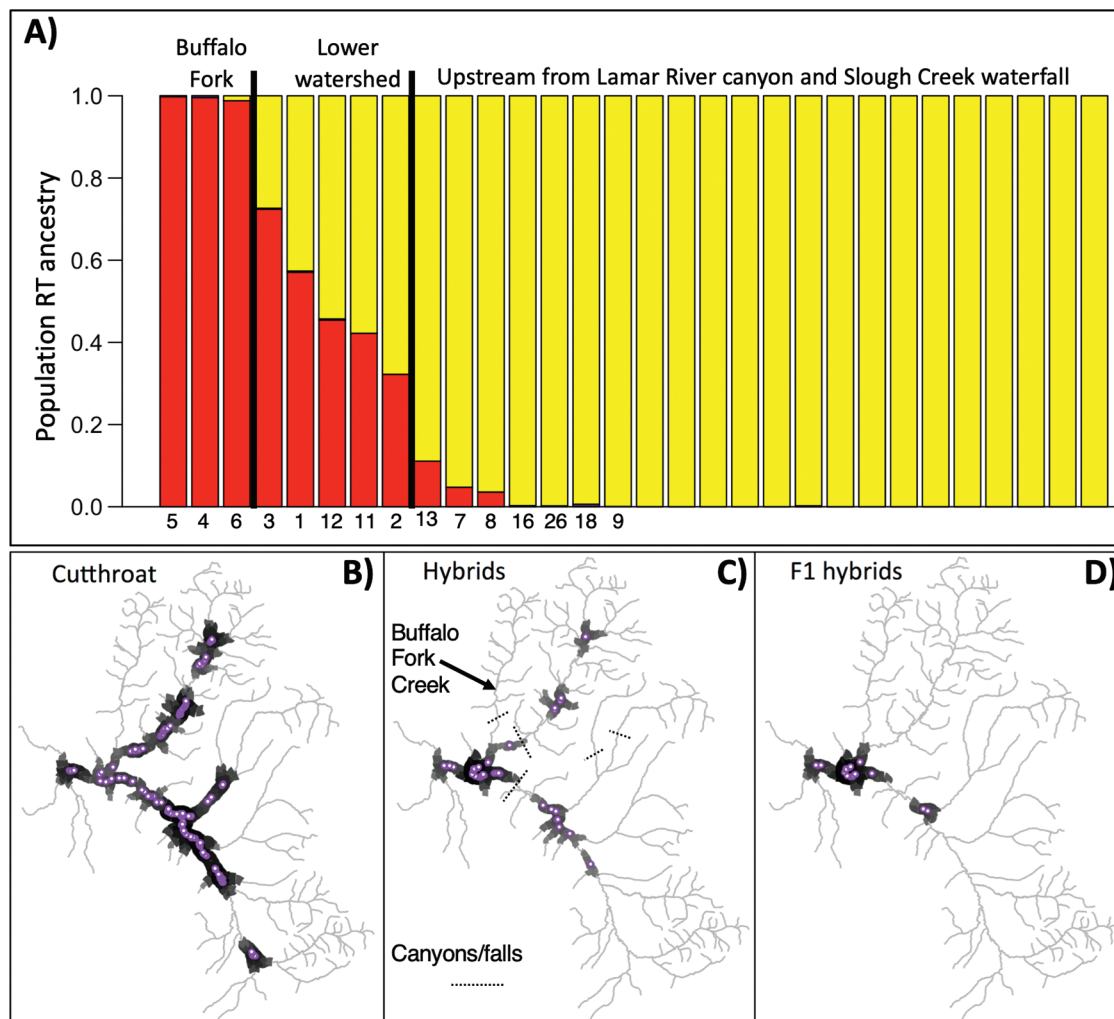 A)
Buffalo Fork
Lower watershed
Upstream from Lamar River canyon and Slough Creek waterfall
Population RT ancestry
1.0
0.8
0.6
0.4
0.2
0.0
5 4 6 3 1 12 11 2 13 7 8 16 26 18 9
Cutthroat
B)
Hybrids
C)
Buffalo
Fork
Creek
Canyons/falls
F1 hybrids
D)